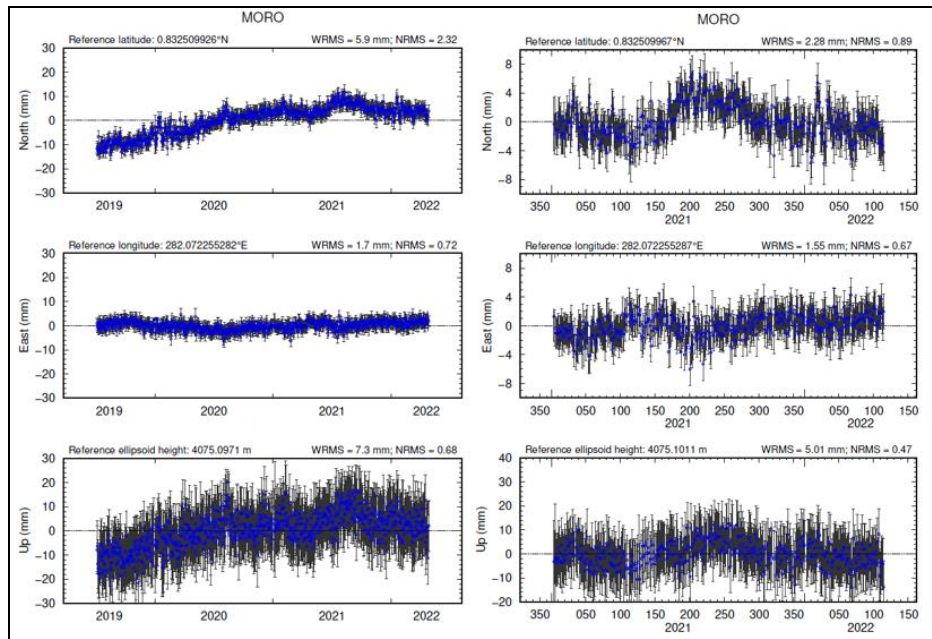 MORO
Reference latitude: 0.832509926°N WRMS = 5.9 mm; NRMS = 2.32
30
20
10
0
−10
−20
−30
North (mm)
2019 2020 2021 2022
Reference longitude: 282.072255282°E WRMS = 1.7 mm; NRMS = 0.72
30
20
10
0
−10
−20
−30
East (mm)
2019 2020 2021 2022
Reference ellipsoid height: 4075.0971 m WRMS = 7.3 mm; NRMS = 0.68
30
20
10
0
−10
−20
−30
Up (mm)
2019 2020 2021 2022
MORO
Reference latitude: 0.832509967°N WRMS = 2.28 mm; NRMS = 0.89
8
4
0
−4
−8
North (mm)
350 050 100 150 200 250 300 350 050 100 150
2021 2022
Reference longitude: 282.072255287°E WRMS = 1.55 mm; NRMS = 0.67
8
4
0
−4
−8
East (mm)
350 050 100 150 200 250 300 350 050 100 150
2021 2022
Reference ellipsoid height: 4075.1011 m WRMS = 5.01 mm; NRMS = 0.47
40
30
20
10
0
−10
−20
Up (mm)
350 050 100 150 200 250 300 350 050 100 150
2021 2022